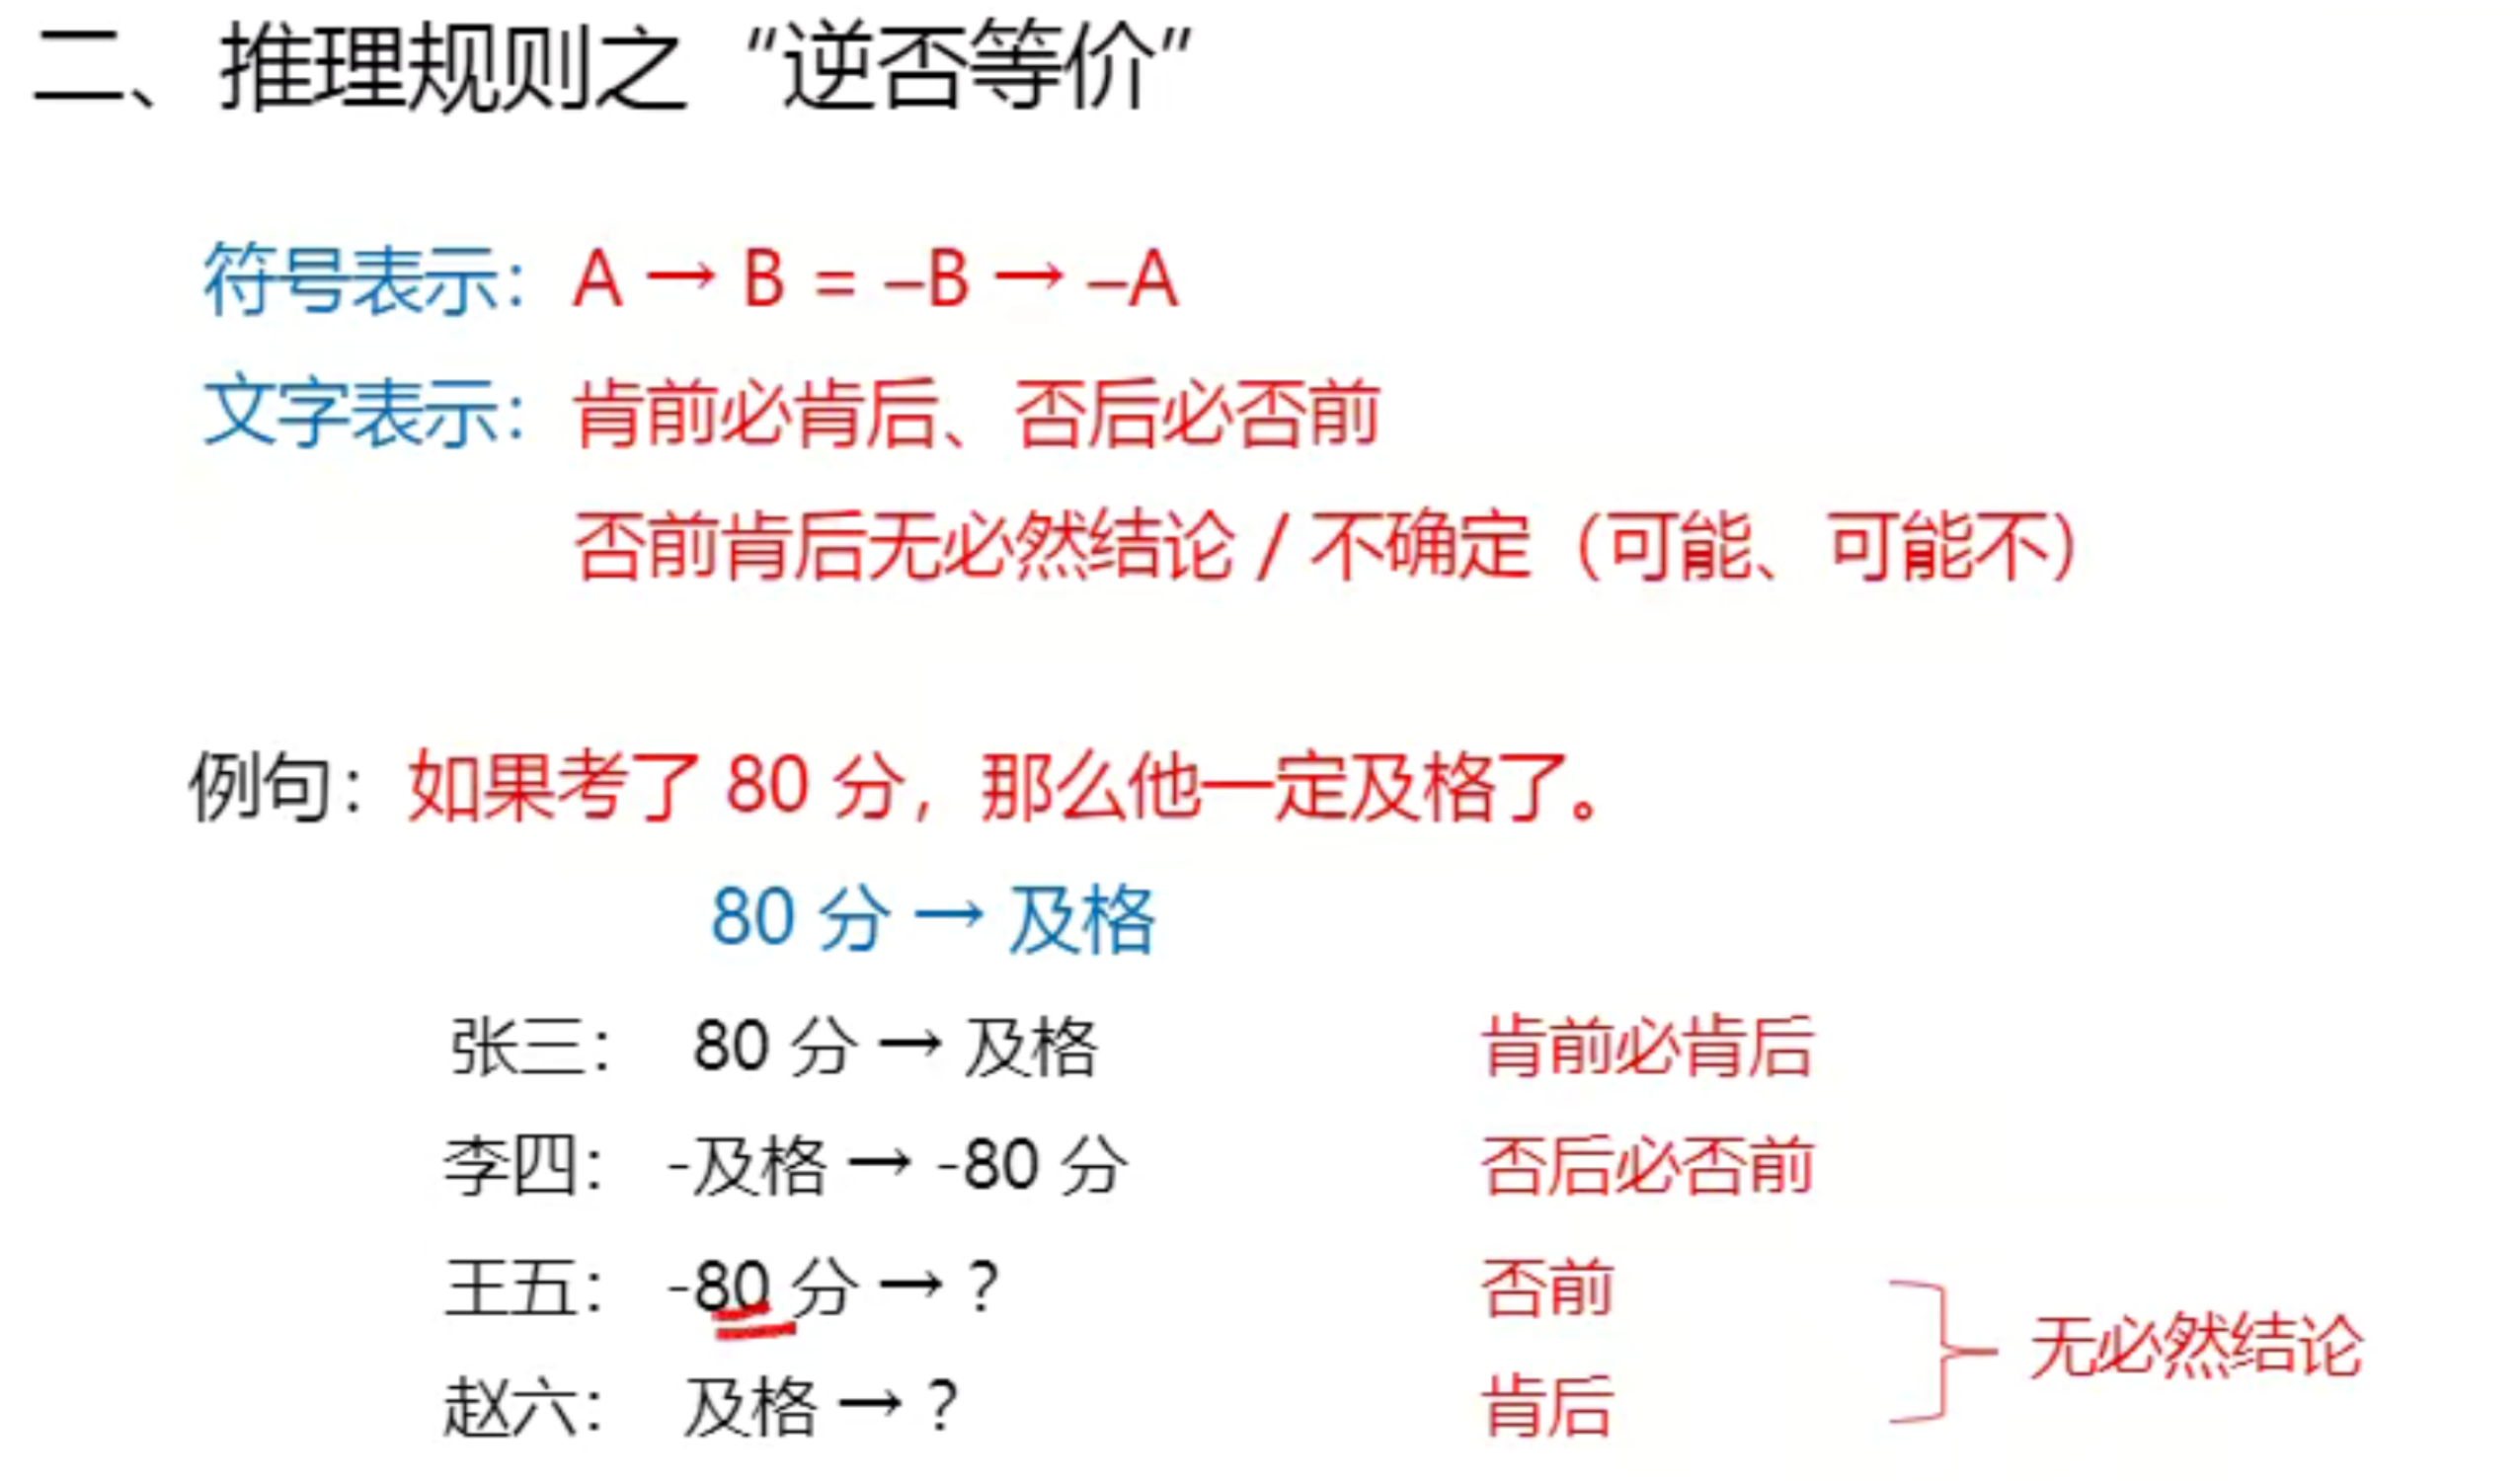 二、推理规则之“逆否等价”
符号表示：A → B = –B → –A
文字表示：肯前必肯后、否后必否前
否前肯后无必然结论 / 不确定（可能、可能不）
例句：如果考了 80 分，那么他一定及格了。
80 分 → 及格
张三： 80 分 → 及格 肯前必肯后
李四： -及格 → -80 分 否后必否前
王五： -80 分 → ? 否前
赵六： 及格 → ? 肯后
无必然结论